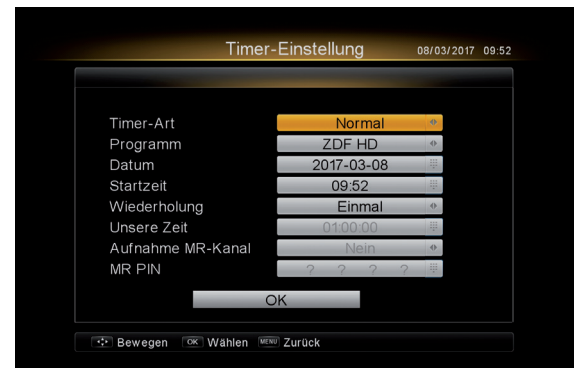 Timer-Einstellung 08/03/2017 09:52
Timer-Art Normal
Programm ZDF HD
Datum 2017-03-08
Startzeit 09:52
Wiederholung Einmal
Unsere Zeit 01:00:00
Aufnahme MR-Kanal Nein
MR PIN ? ? ? ?
OK
Bewegen OK Wählen MENU Zurück